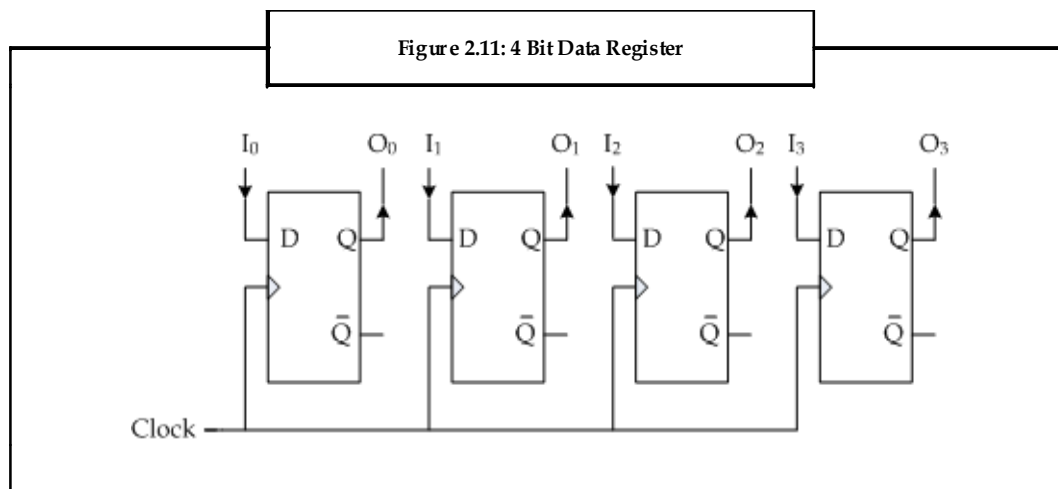 Figure 2.11: 4 Bit Data Register
I₀ O₀ I₁ O₁ I₂ O₂ I₃ O₃
D Q D Q D Q D Q
Q̄ Q̄ Q̄ Q̄
Clock